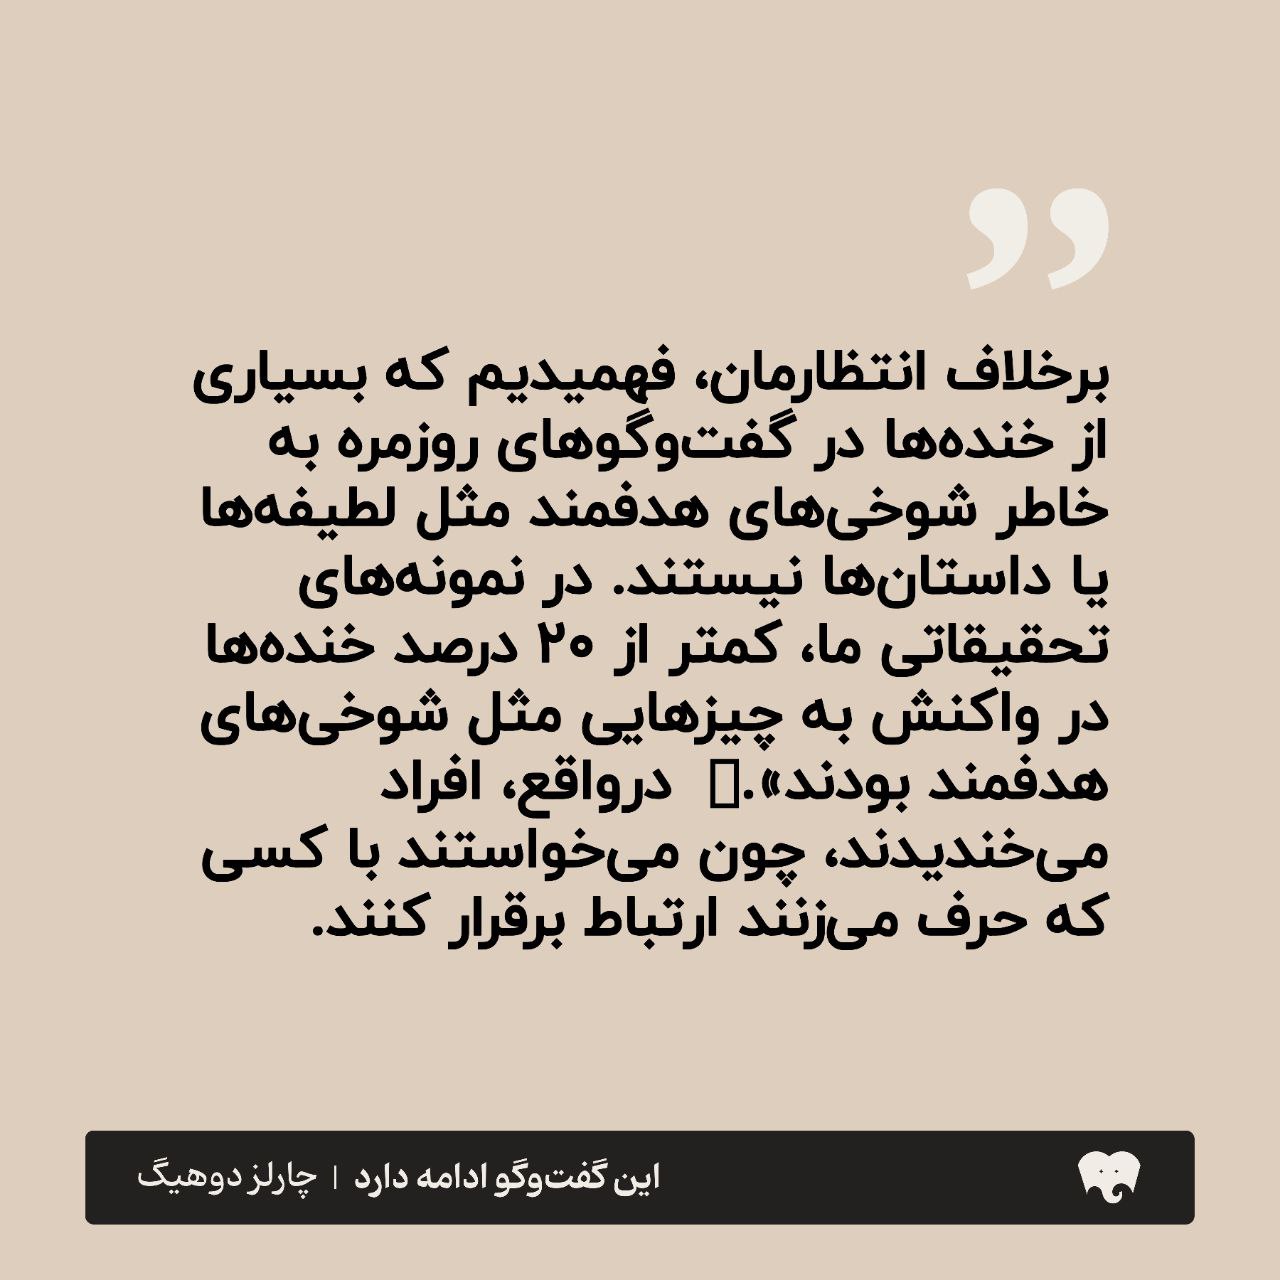 ”
برخلاف انتظارمان، فهمیدیم که بسیاری
از خنده‌ها در گفت‌وگوهای روزمره به
خاطر شوخی‌های هدفمند مثل لطیفه‌ها
یا داستان‌ها نیستند. در نمونه‌های
تحقیقاتی ما، کمتر از ۲۰ درصد خنده‌ها
در واکنش به چیزهایی مثل شوخی‌های
هدفمند بودند».▯ درواقع، افراد
می‌خندیدند، چون می‌خواستند با کسی
که حرف می‌زنند ارتباط برقرار کنند.
این گفت‌وگو ادامه دارد | چارلز دوهیگ